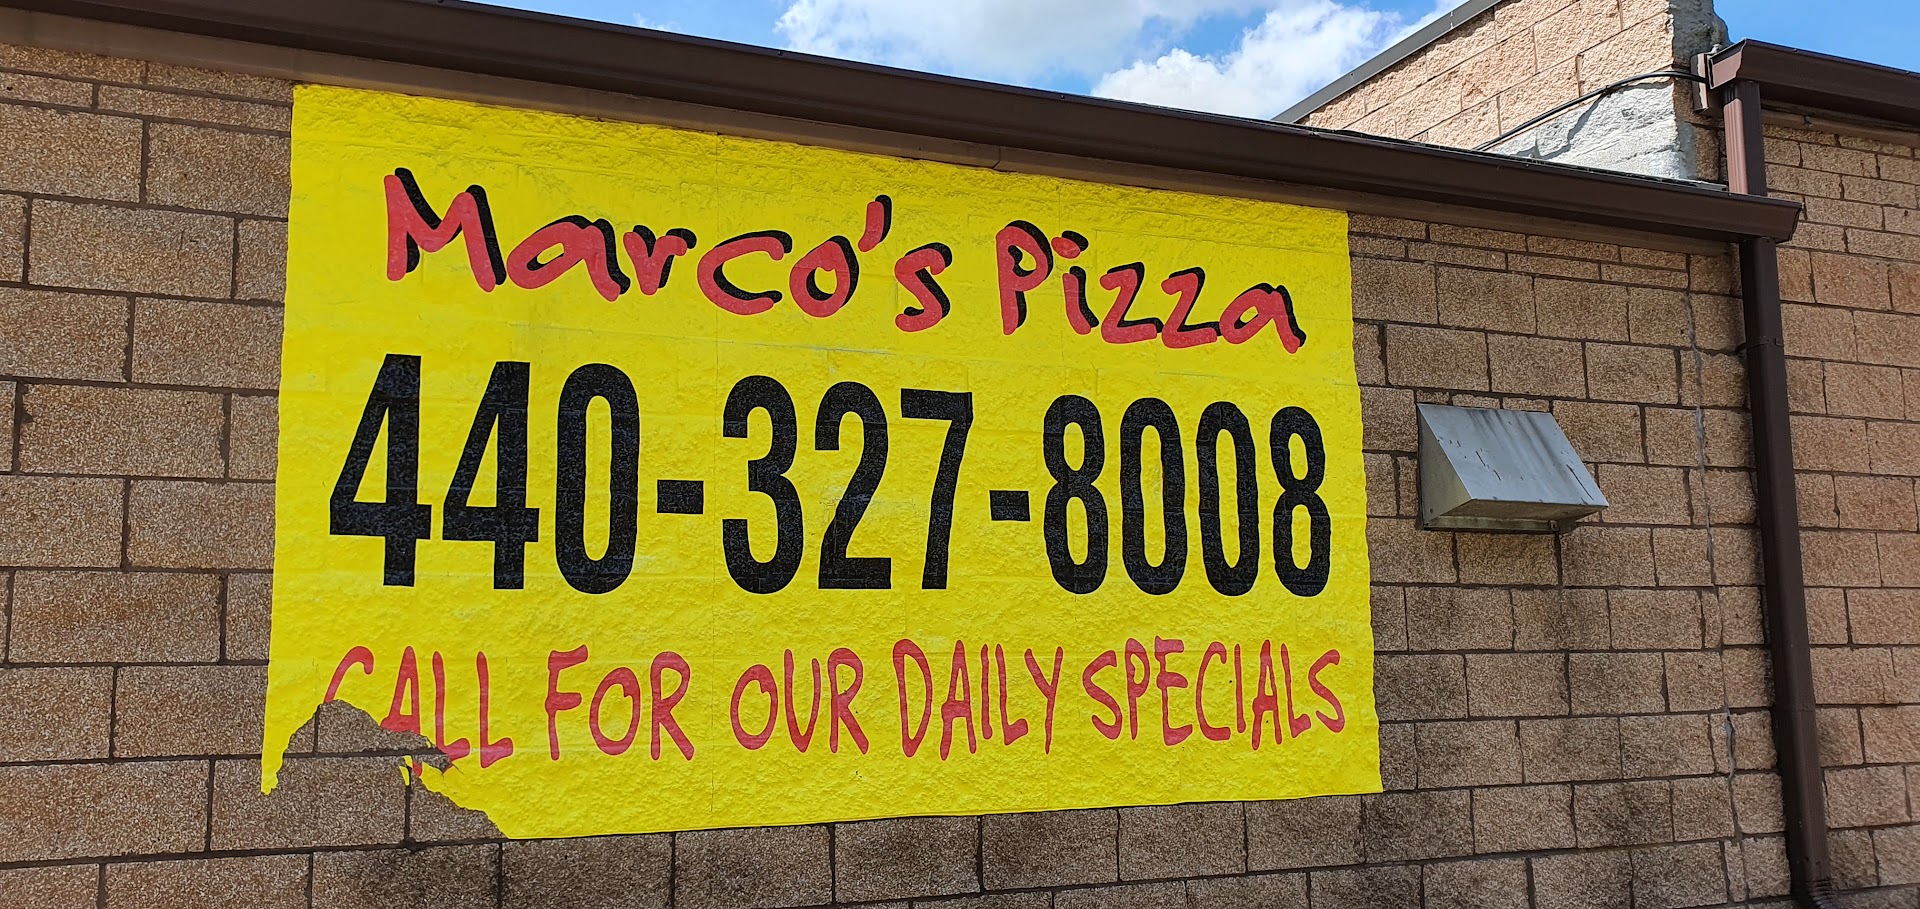 Marco's Pizza
440-327-8008
CALL FOR OUR DAILY SPECIALS